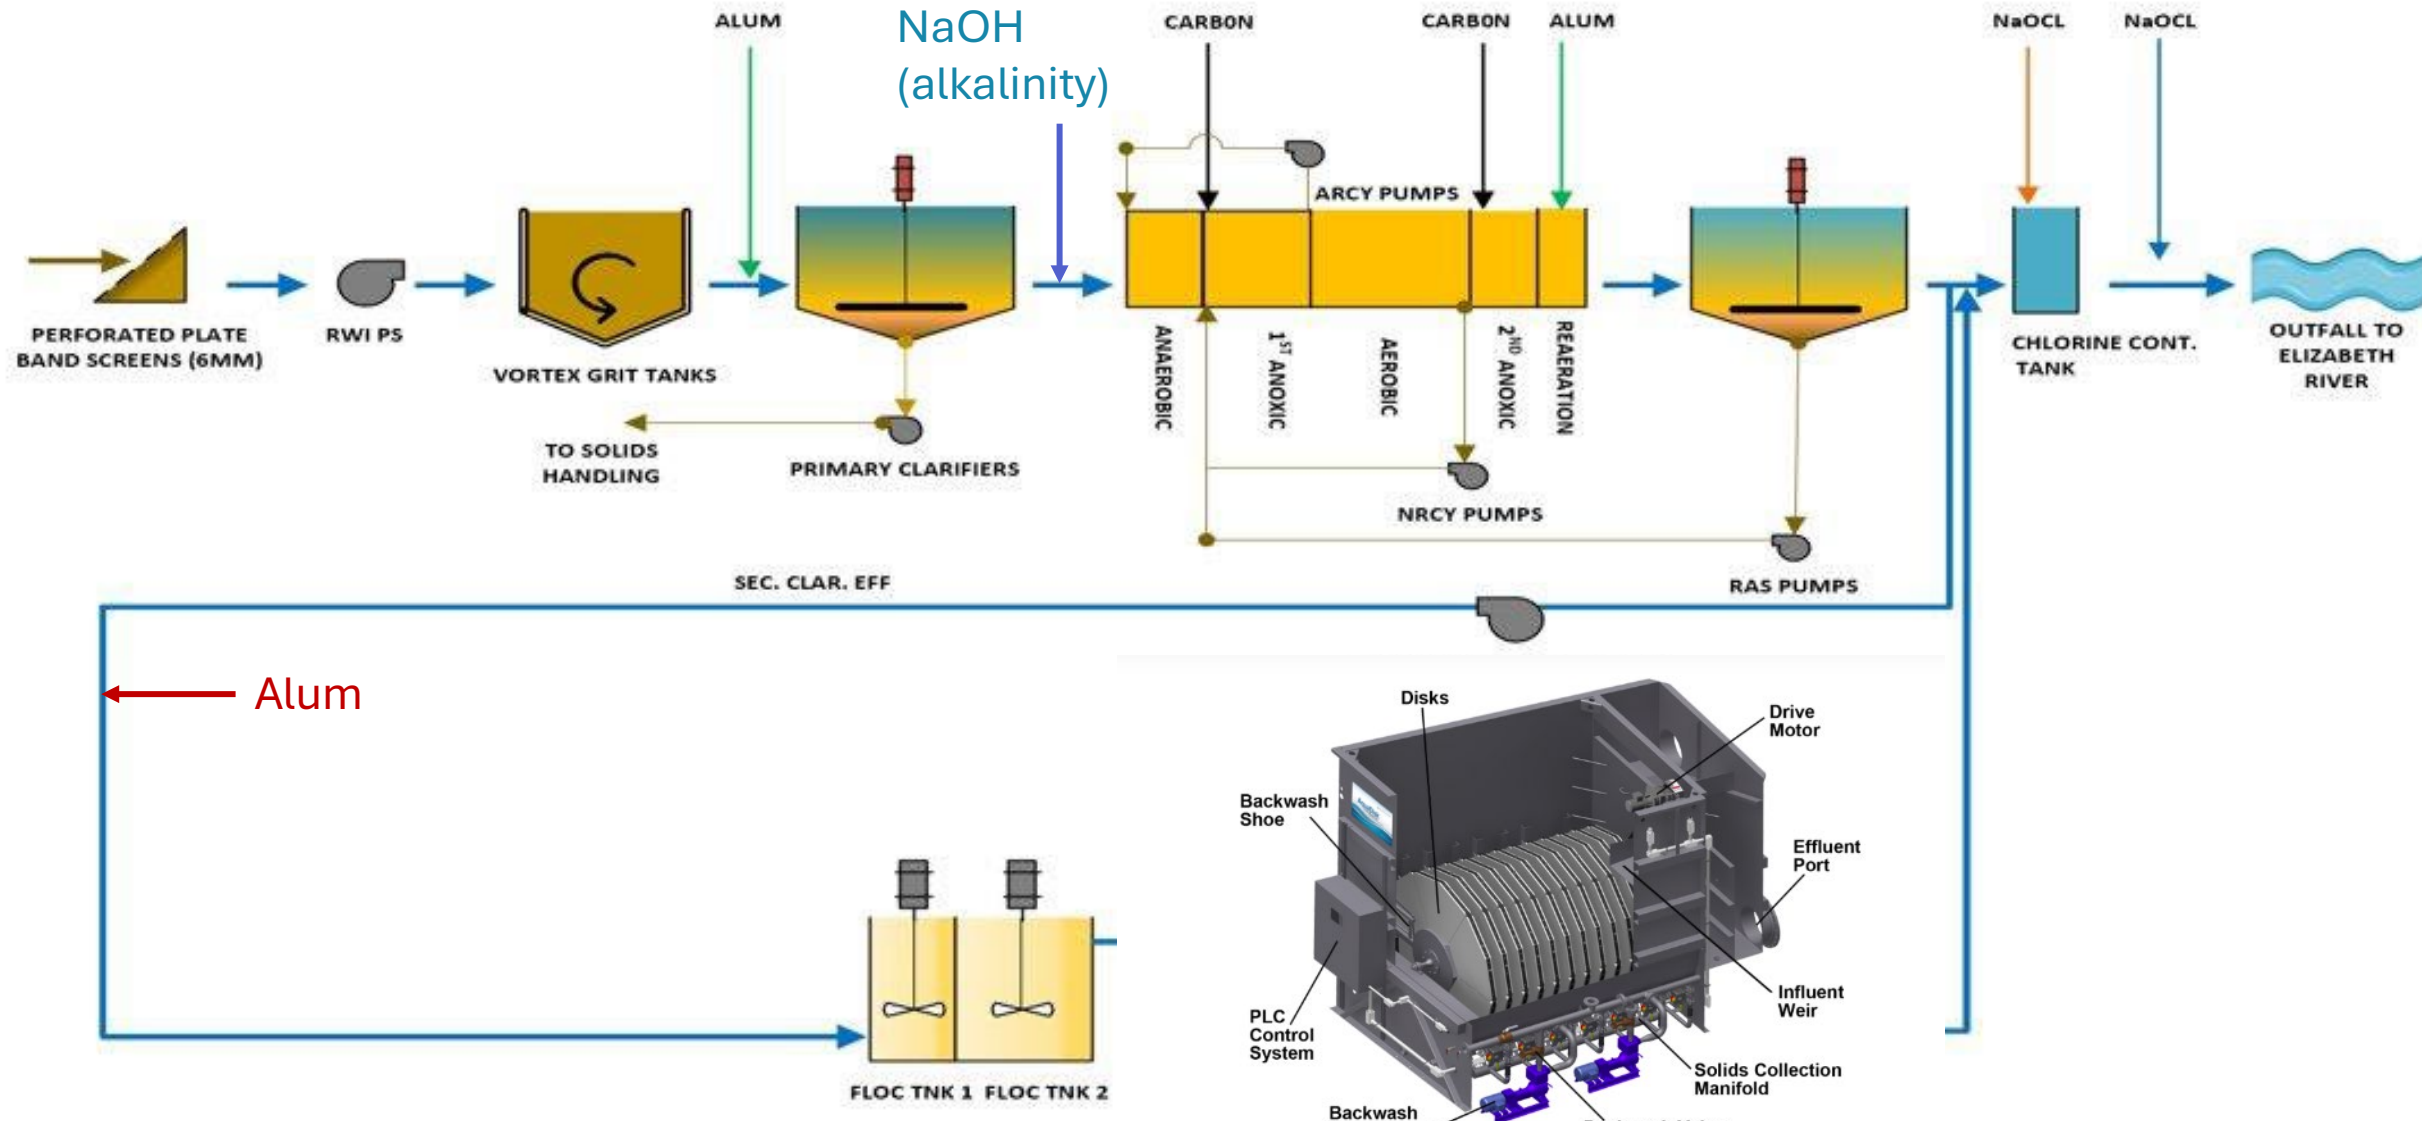 ALUM
NaOH
(alkalinity)
CARBON
CARBON
ALUM
NaOCL
NaOCL
ARCY PUMPS
PERFORATED PLATE
BAND SCREENS (6MM)
RWI PS
VORTEX GRIT TANKS
TO SOLIDS
HANDLING
PRIMARY CLARIFIERS
ANAEROBIC
1ST ANOXIC
AEROBIC
2ND ANOXIC
REAERATION
NRCY PUMPS
RAS PUMPS
CHLORINE CONT.
TANK
OUTFALL TO
ELIZABETH
RIVER
SEC. CLAR. EFF
Alum
FLOC TNK 1
FLOC TNK 2
Disks
Drive
Motor
Backwash
Shoe
Effluent
Port
PLC
Control
System
Influent
Weir
Solids Collection
Manifold
Backwash